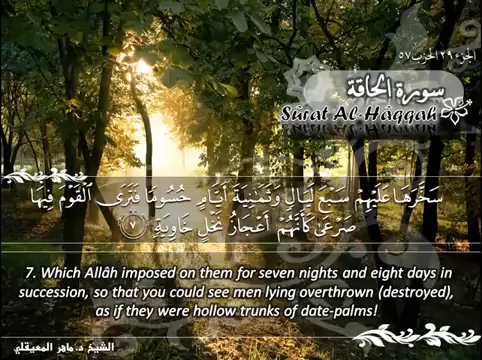 الجزء ٢٩ الحزب ٥٧
سورة الحاقة
Sûrat Al-Hâqqah
سَخَّرَهَا عَلَيْهِمْ سَبْعَ لَيَالٍ وَثَمَٰنِيَةَ أَيَّامٍ حُسُومًا فَتَرَى ٱلْقَوْمَ فِيهَا
صَرْعَىٰ كَأَنَّهُمْ أَعْجَازُ نَخْلٍ خَاوِيَةٍ ٧
7. Which Allâh imposed on them for seven nights and eight days in
succession, so that you could see men lying overthrown (destroyed),
as if they were hollow trunks of date-palms!
الشيخ د. ماهر المعيقلي